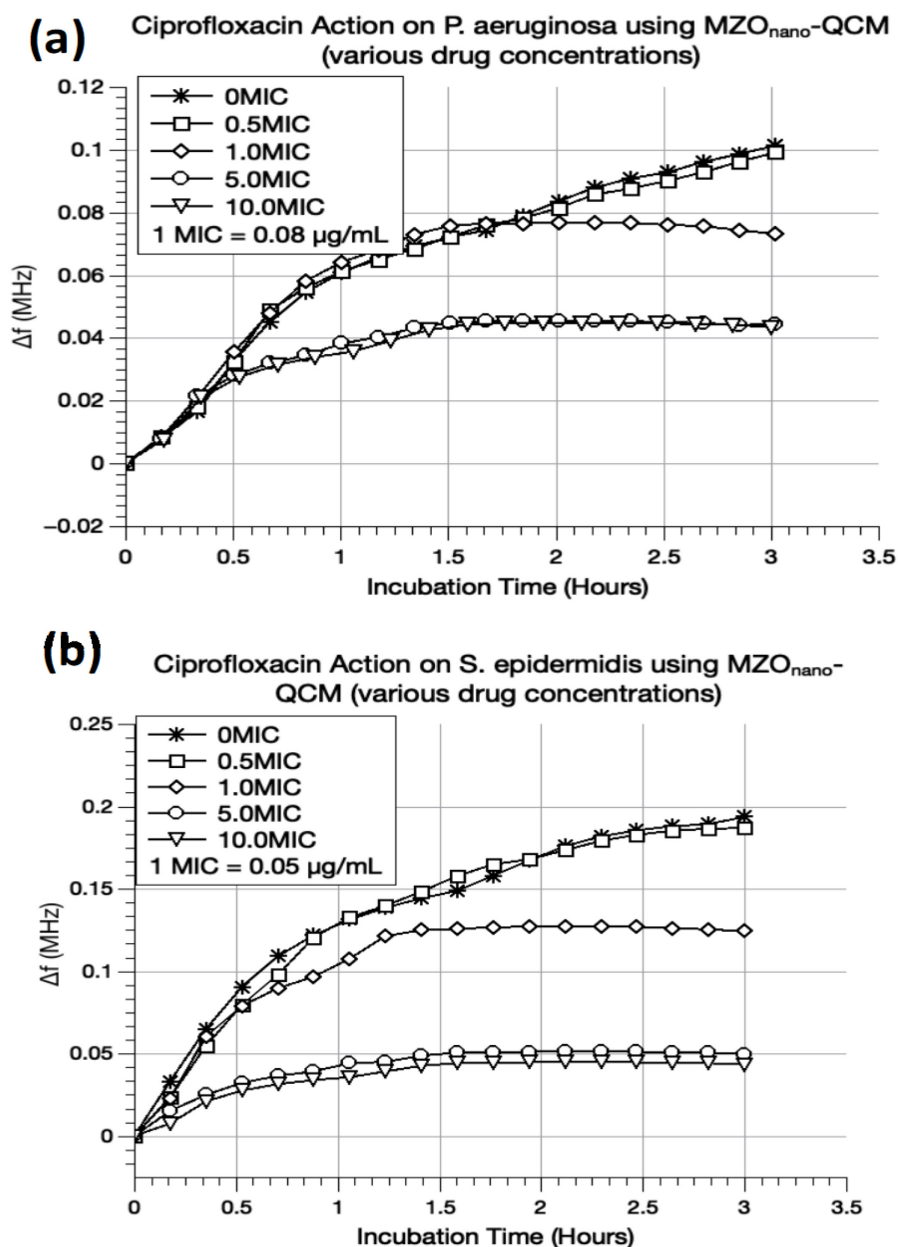 (a)
Ciprofloxacin Action on P. aeruginosa using MZOnano-QCM
(various drug concentrations)
0MIC
0.5MIC
1.0MIC
5.0MIC
10.0MIC
1 MIC = 0.08 µg/mL
0.12
0.1
0.08
0.06
0.04
0.02
0
−0.02
Δf (MHz)
0 0.5 1 1.5 2 2.5 3 3.5
Incubation Time (Hours)
(b)
Ciprofloxacin Action on S. epidermidis using MZOnano-
QCM (various drug concentrations)
0MIC
0.5MIC
1.0MIC
5.0MIC
10.0MIC
1 MIC = 0.05 µg/mL
0.25
0.2
0.15
0.1
0.05
0
Δf (MHz)
0 0.5 1 1.5 2 2.5 3 3.5
Incubation Time (Hours)